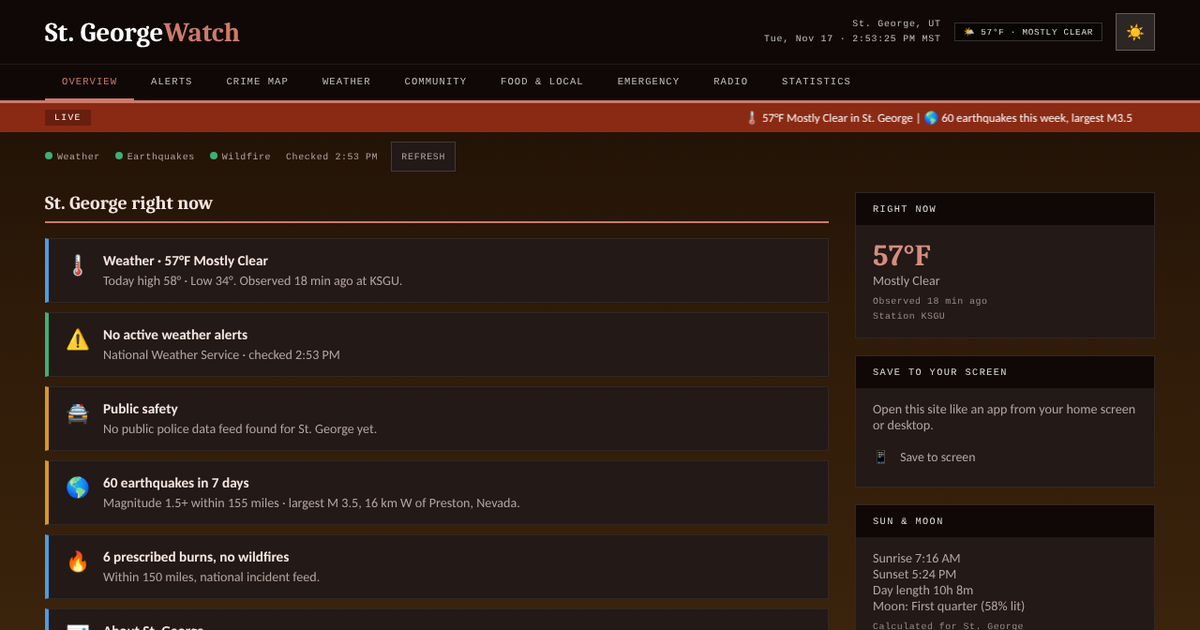 St. GeorgeWatch
St. George, UT
Tue, Nov 17 · 2:53:25 PM MST
57°F · MOSTLY CLEAR
OVERVIEW
ALERTS
CRIME MAP
WEATHER
COMMUNITY
FOOD & LOCAL
EMERGENCY
RADIO
STATISTICS
LIVE
57°F Mostly Clear in St. George | 60 earthquakes this week, largest M3.5
Weather
Earthquakes
Wildfire
Checked 2:53 PM
REFRESH
St. George right now
Weather · 57°F Mostly Clear
Today high 58° · Low 34°. Observed 18 min ago at KSGU.
No active weather alerts
National Weather Service · checked 2:53 PM
Public safety
No public police data feed found for St. George yet.
60 earthquakes in 7 days
Magnitude 1.5+ within 155 miles · largest M 3.5, 16 km W of Preston, Nevada.
6 prescribed burns, no wildfires
Within 150 miles, national incident feed.
About St. George
RIGHT NOW
57°F
Mostly Clear
Observed 18 min ago
Station KSGU
SAVE TO YOUR SCREEN
Open this site like an app from your home screen
or desktop.
Save to screen
SUN & MOON
Sunrise 7:16 AM
Sunset 5:24 PM
Day length 10h 8m
Moon: First quarter (58% lit)
Calculated for St. George